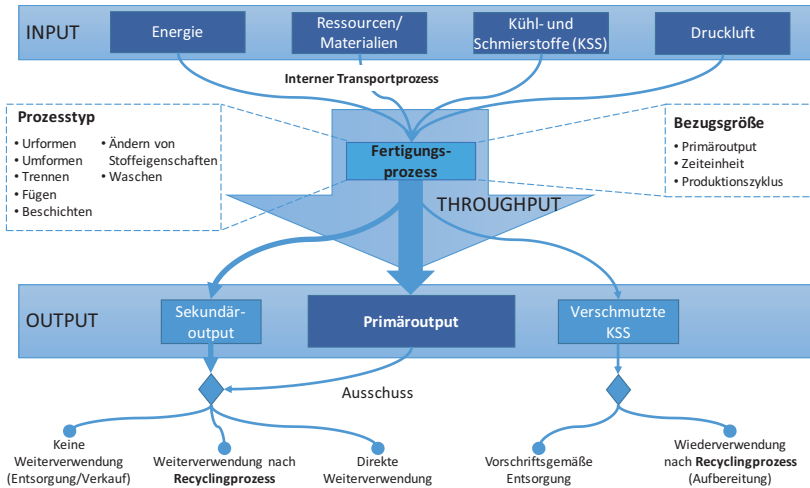 INPUT
Energie
Ressourcen/
Materialien
Kühl- und
Schmierstoffe (KSS)
Druckluft
Interner Transportprozess
Prozesstyp
• Urformen
• Umformen
• Trennen
• Fügen
• Beschichten
• Ändern von
Stoffeigenschaften
• Waschen
Fertigungs-
prozess
Bezugsgröße
• Primäroutput
• Zeiteinheit
• Produktionszyklus
THROUGHPUT
OUTPUT
Sekundär-
output
Primäroutput
Verschmutzte
KSS
Ausschuss
Keine
Weiterverwendung
(Entsorgung/Verkauf)
Weiterverwendung nach
Recyclingprozess
Direkte
Weiterverwendung
Vorschriftsgemäße
Entsorgung
Wiederverwendung
nach Recyclingprozess
(Aufbereitung)